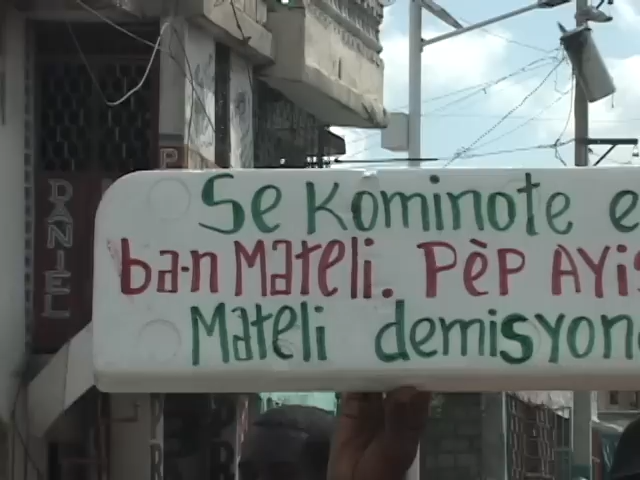 Se Kominote e
ba-n Mateli. PèP AYis
Mateli demisyon
DANIEL